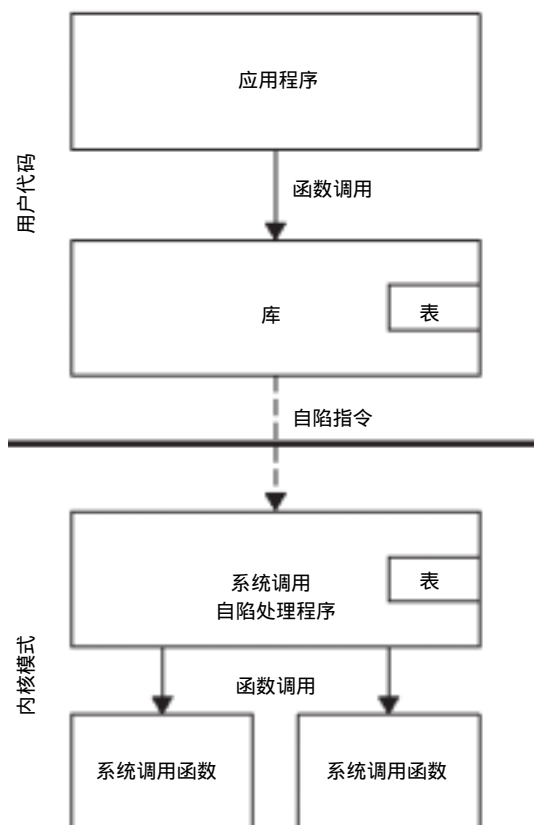 应用程序
用户代码
函数调用
库
表
自陷指令
系统调用
自陷处理程序
表
内核模式
函数调用
系统调用函数
系统调用函数